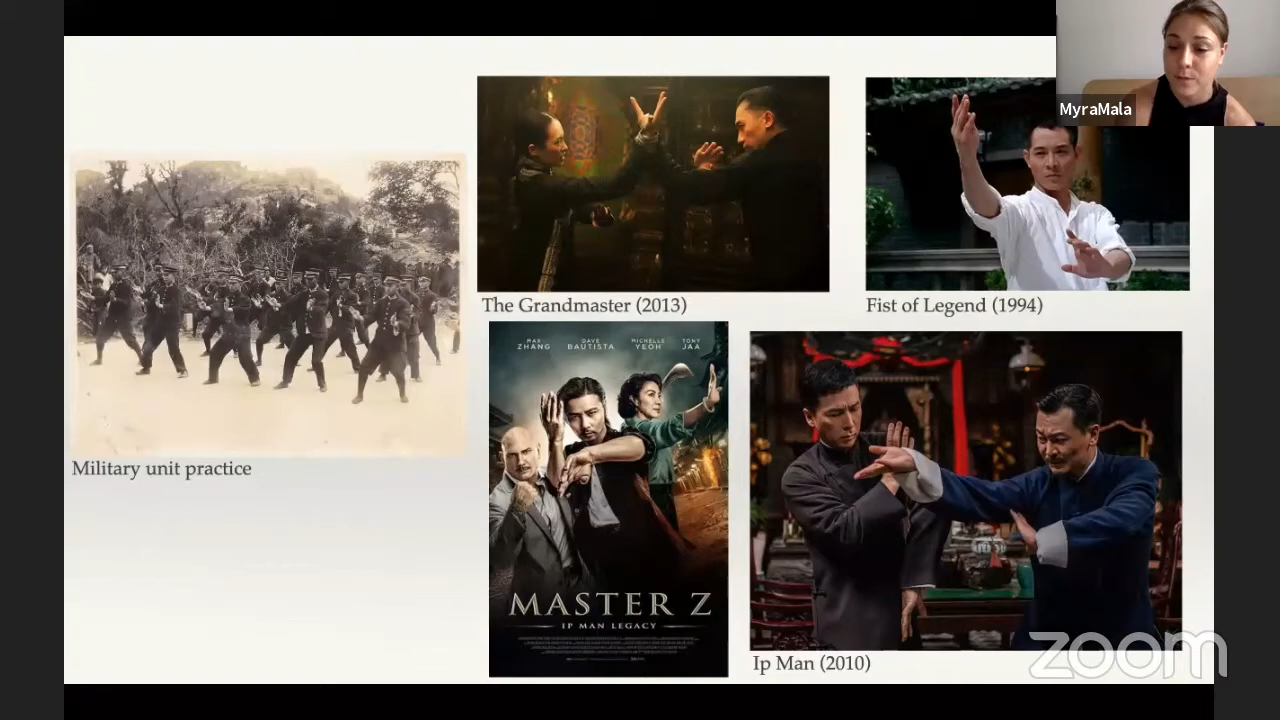 MyraMala
The Grandmaster (2013)
Fist of Legend (1994)
MAX ZHANG
DAVE BAUTISTA
MICHELLE YEOH
TONY JAA
Military unit practice
MASTER Z
IP MAN LEGACY
Ip Man (2010)
zoom